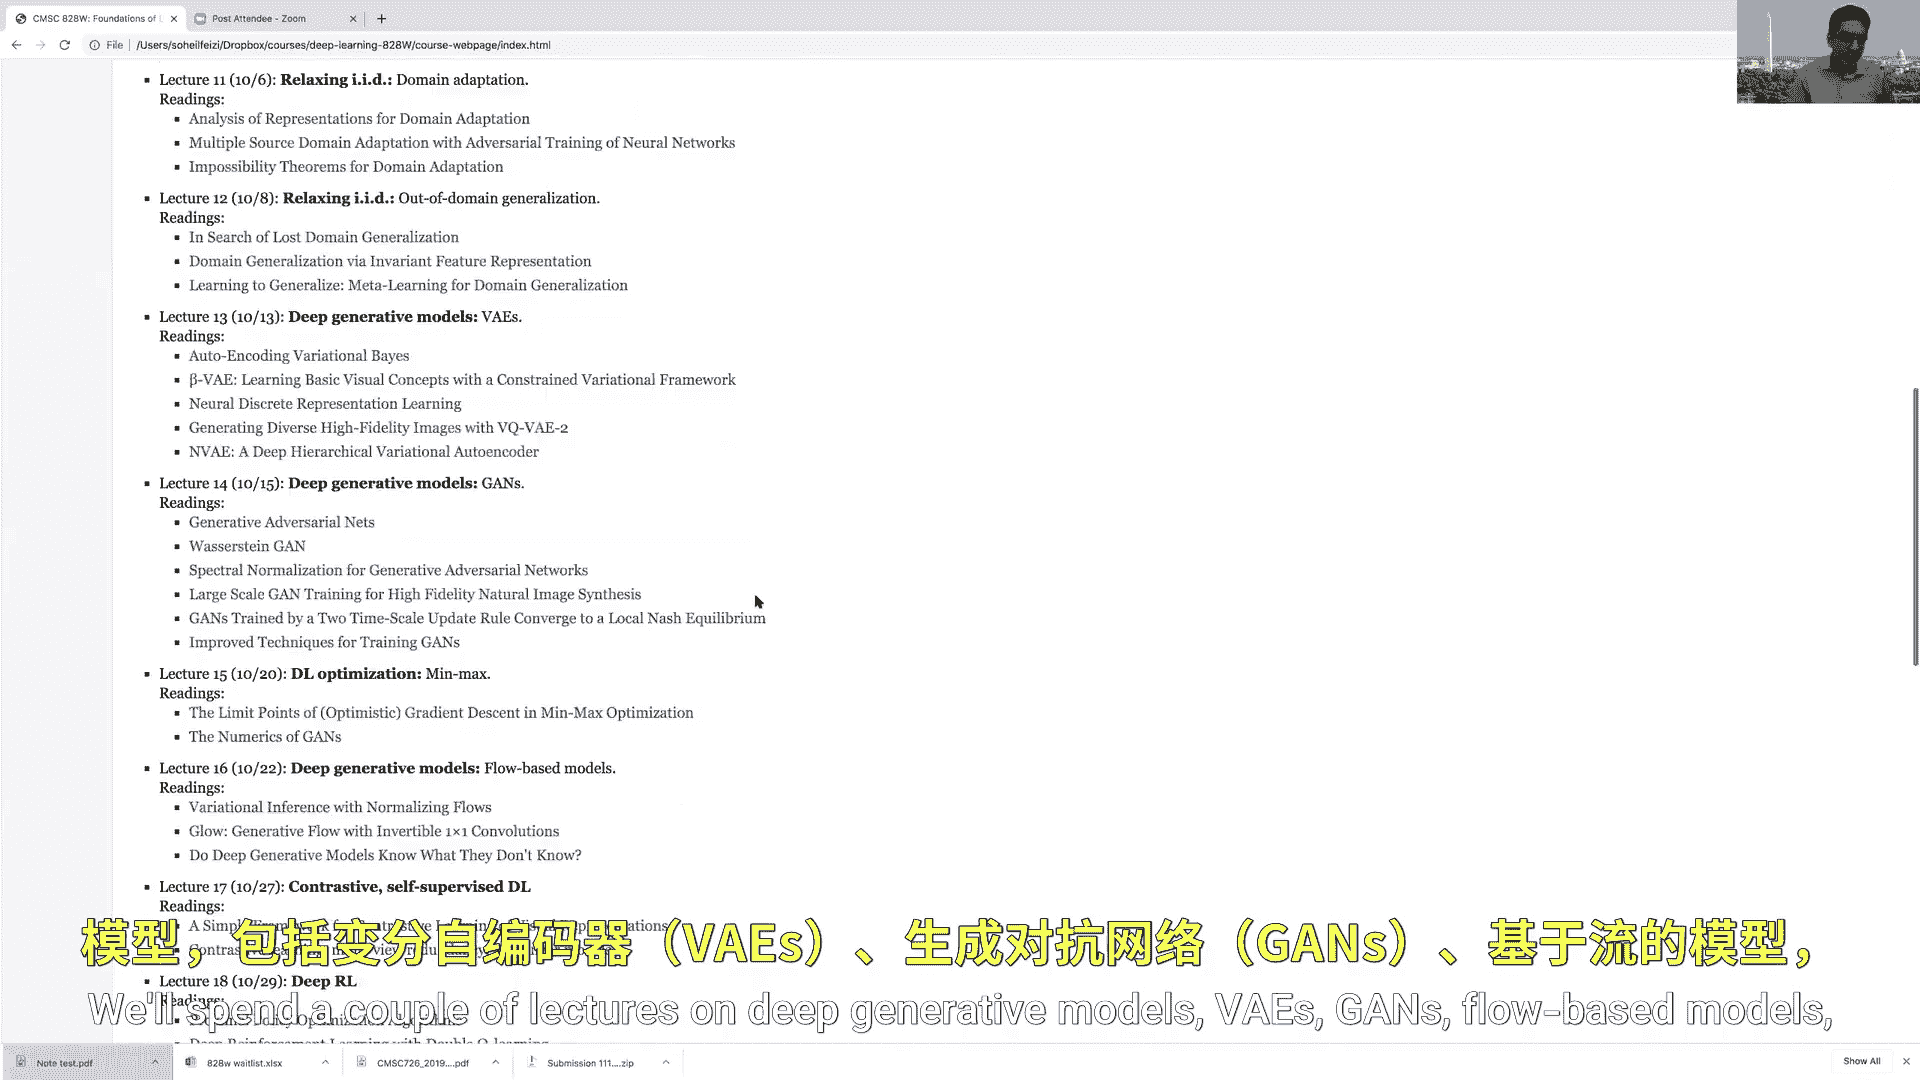 CMSC 828W: Foundations of
Post Attendee - Zoom
File
/Users/soheilfeizi/Dropbox/courses/deep-learning-828W/course-webpage/index.html
Lecture 11 (10/6): Relaxing i.i.d.: Domain adaptation.
Readings:
Analysis of Representations for Domain Adaptation
Multiple Source Domain Adaptation with Adversarial Training of Neural Networks
Impossibility Theorems for Domain Adaptation
Lecture 12 (10/8): Relaxing i.i.d.: Out-of-domain generalization.
Readings:
In Search of Lost Domain Generalization
Domain Generalization via Invariant Feature Representation
Learning to Generalize: Meta-Learning for Domain Generalization
Lecture 13 (10/13): Deep generative models: VAEs.
Readings:
Auto-Encoding Variational Bayes
β-VAE: Learning Basic Visual Concepts with a Constrained Variational Framework
Neural Discrete Representation Learning
Generating Diverse High-Fidelity Images with VQ-VAE-2
NVAE: A Deep Hierarchical Variational Autoencoder
Lecture 14 (10/15): Deep generative models: GANs.
Readings:
Generative Adversarial Nets
Wasserstein GAN
Spectral Normalization for Generative Adversarial Networks
Large Scale GAN Training for High Fidelity Natural Image Synthesis
GANs Trained by a Two Time-Scale Update Rule Converge to a Local Nash Equilibrium
Improved Techniques for Training GANs
Lecture 15 (10/20): DL optimization: Min-max.
Readings:
The Limit Points of (Optimistic) Gradient Descent in Min-Max Optimization
The Numerics of GANs
Lecture 16 (10/22): Deep generative models: Flow-based models.
Readings:
Variational Inference with Normalizing Flows
Glow: Generative Flow with Invertible 1×1 Convolutions
Do Deep Generative Models Know What They Don't Know?
Lecture 17 (10/27): Contrastive, self-supervised DL
Readings:
模型，包括变分自编码器（VAEs）、生成对抗网络（GANs）、基于流的模型，
Lecture 18 (10/29): Deep RL
We'll spend a couple of lectures on deep generative models, VAEs, GANs, flow-based models,
Note test.pdf
828w waitlist.xlsx
CMSC726_2019....pdf
Submission 111....zip
Show All